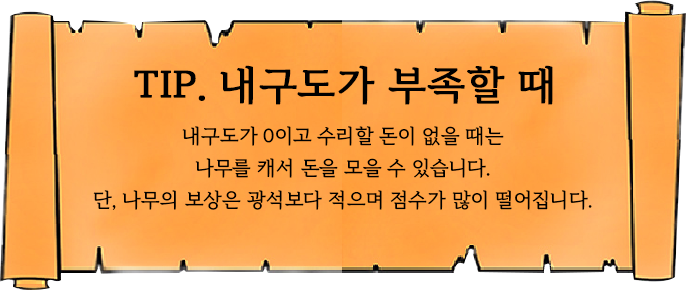 TIP. 내구도가 부족할 때
내구도가 0이고 수리할 돈이 없을 때는
나무를 캐서 돈을 모을 수 있습니다.
단, 나무의 보상은 광석보다 적으며 점수가 많이 떨어집니다.